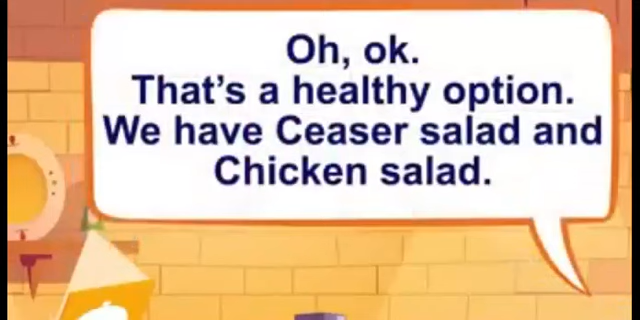 Oh, ok.
That's a healthy option.
We have Ceaser salad and
Chicken salad.